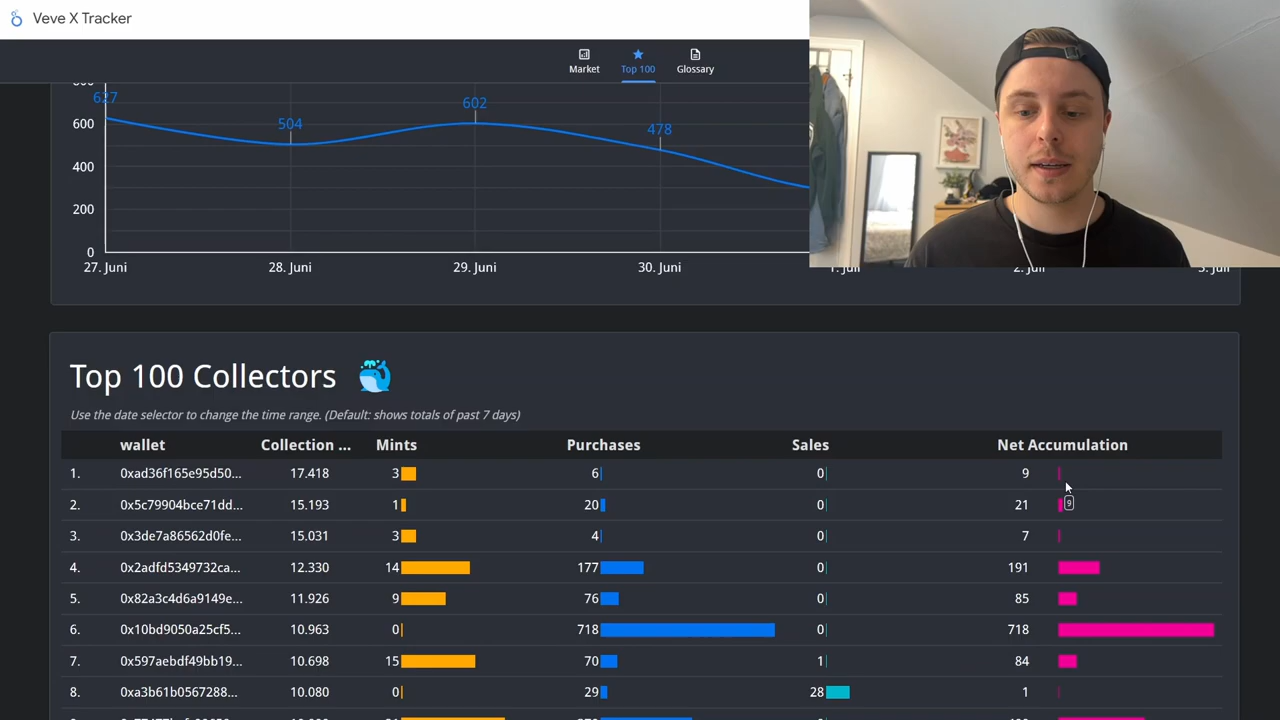 Veve X Tracker
Market
Top 100
Glossary
800
627
504
602
478
600
400
200
0
27. Juni
28. Juni
29. Juni
30. Juni
Top 100 Collectors
Use the date selector to change the time range. (Default: shows totals of past 7 days)
wallet Collection ... Mints Purchases Sales Net Accumulation
1. 0xad36f165e95d50... 17.418 3 6 0 9
2. 0x5c79904bce71dd... 15.193 1 20 0 21
9
3. 0x3de7a86562d0fe... 15.031 3 4 0 7
4. 0x2adfd5349732ca... 12.330 14 177 0 191
5. 0x82a3c4d6a9149e... 11.926 9 76 0 85
6. 0x10bd9050a25cf5... 10.963 0 718 0 718
7. 0x597aebdf49bb19... 10.698 15 70 1 84
8. 0xa3b61b0567288... 10.080 0 29 28 1